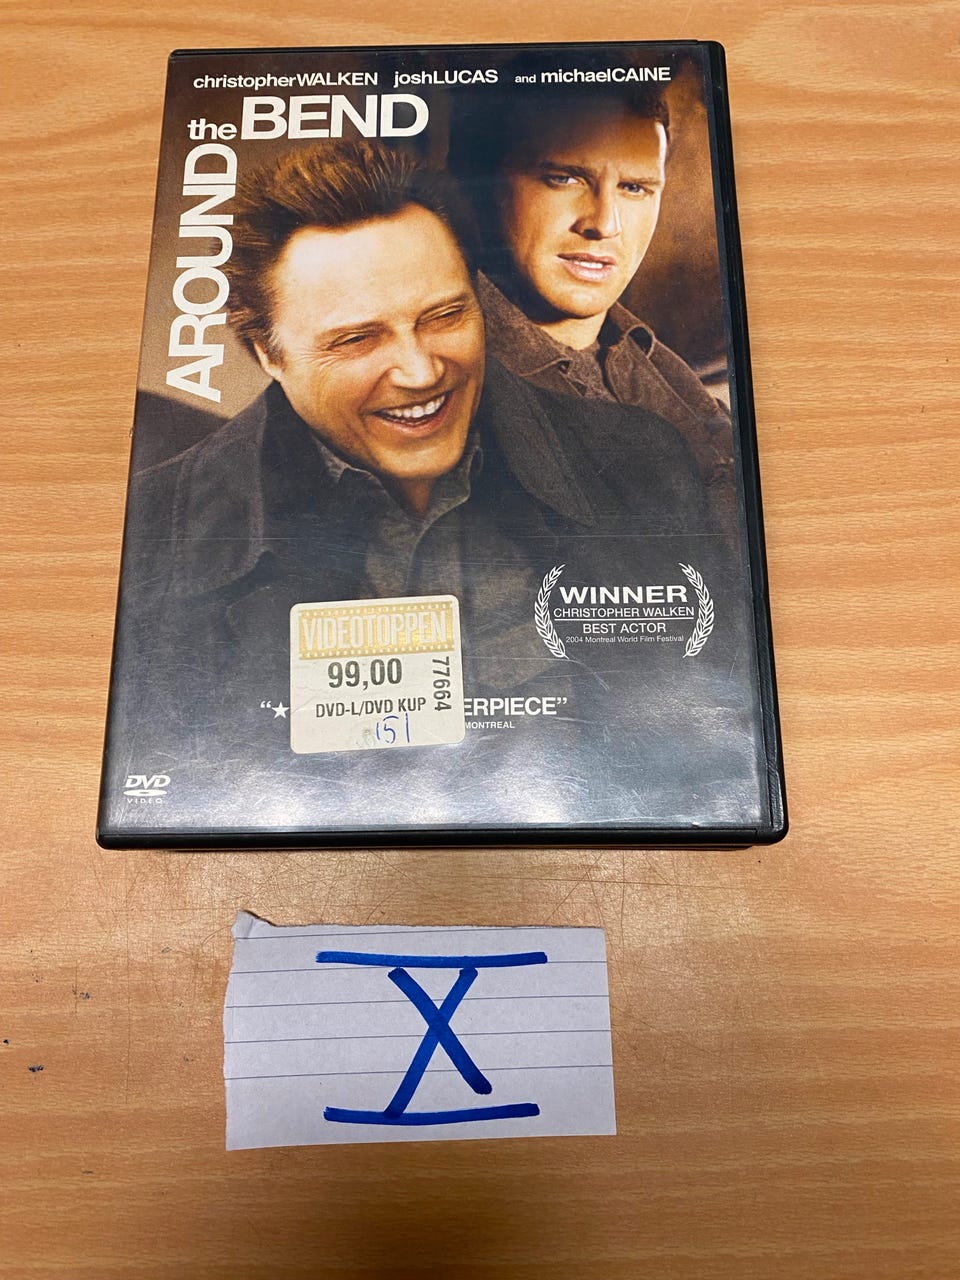 christopherWALKEN joshLUCAS and michaelCAINE
AROUND
the BEND
WINNER
CHRISTOPHER WALKEN
BEST ACTOR
2004 Montreal World Film Festival
VIDEOTOPPEN
99,00
77664
DVD-L/DVD KUP
151
"★ ERPIECE"
MONTREAL
DVD
VIDEO
X